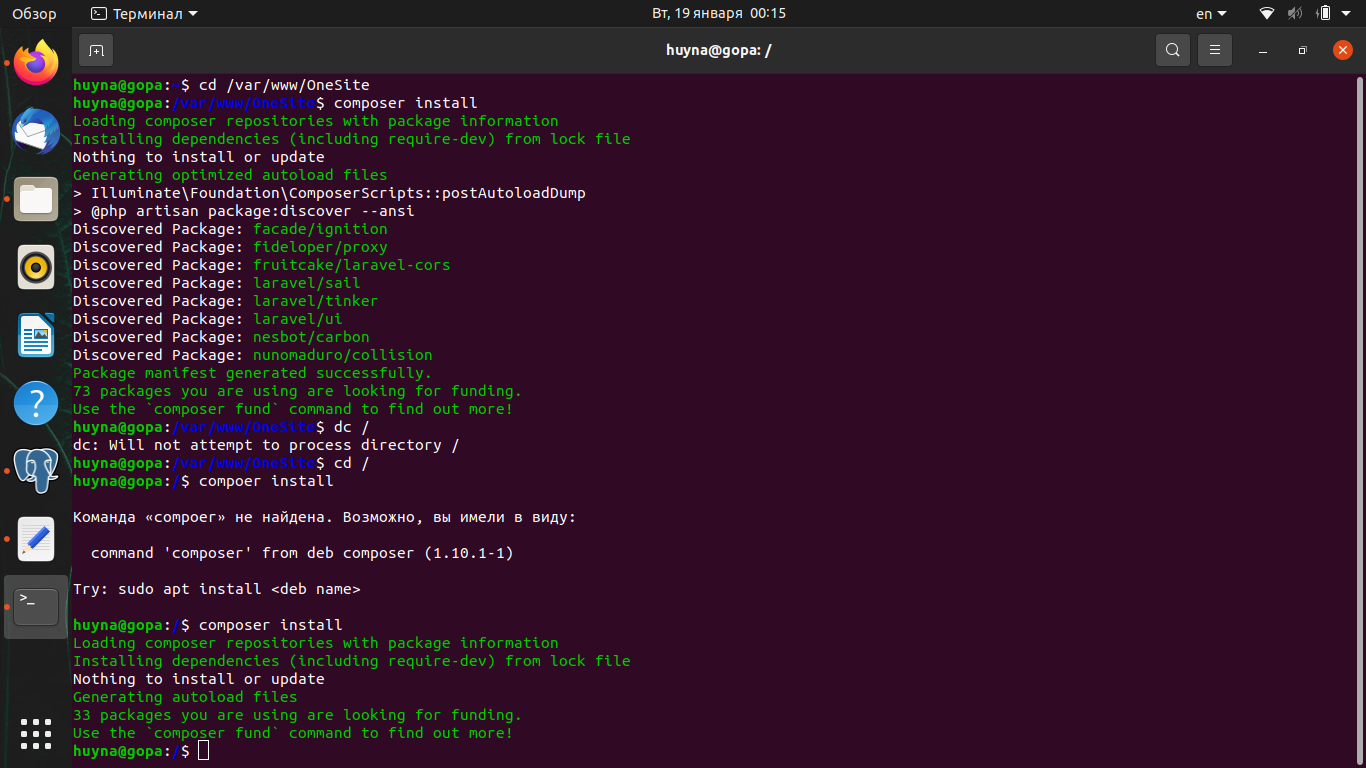 Обзор
Терминал
Вт, 19 января 00:15
en
huyna@gopa: /
huyna@gopa:~$ cd /var/www/OneSite
huyna@gopa:/var/www/OneSite$ composer install
Loading composer repositories with package information
Installing dependencies (including require-dev) from lock file
Nothing to install or update
Generating optimized autoload files
> Illuminate\Foundation\ComposerScripts::postAutoloadDump
> @php artisan package:discover --ansi
Discovered Package: facade/ignition
Discovered Package: fideloper/proxy
Discovered Package: fruitcake/laravel-cors
Discovered Package: laravel/sail
Discovered Package: laravel/tinker
Discovered Package: laravel/ui
Discovered Package: nesbot/carbon
Discovered Package: nunomaduro/collision
Package manifest generated successfully.
73 packages you are using are looking for funding.
Use the `composer fund` command to find out more!
huyna@gopa:/var/www/OneSite$ dc /
dc: Will not attempt to process directory /
huyna@gopa:/var/www/OneSite$ cd /
huyna@gopa:/$ compoer install
Команда «compoer» не найдена. Возможно, вы имели в виду:
command 'composer' from deb composer (1.10.1-1)
Try: sudo apt install <deb name>
huyna@gopa:/$ composer install
Loading composer repositories with package information
Installing dependencies (including require-dev) from lock file
Nothing to install or update
Generating autoload files
33 packages you are using are looking for funding.
Use the `composer fund` command to find out more!
huyna@gopa:/$